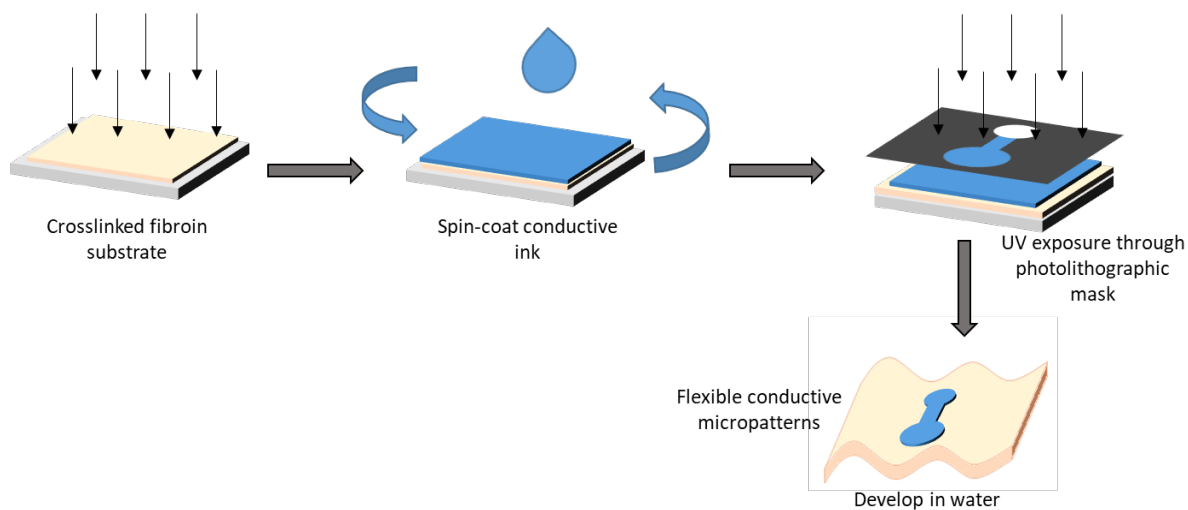 Crosslinked fibroin
substrate
Spin-coat conductive
ink
UV exposure through
photolithographic
mask
Flexible conductive
micropatterns
Develop in water